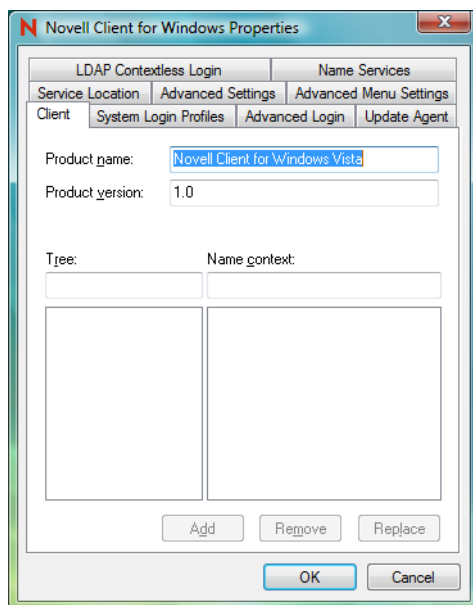 N Novell Client for Windows Properties
LDAP Contextless Login Name Services
Service Location Advanced Settings Advanced Menu Settings
Client System Login Profiles Advanced Login Update Agent
Product name: Novell Client for Windows Vista
Product version: 1.0
Tree: Name context:
Add Remove Replace
OK Cancel